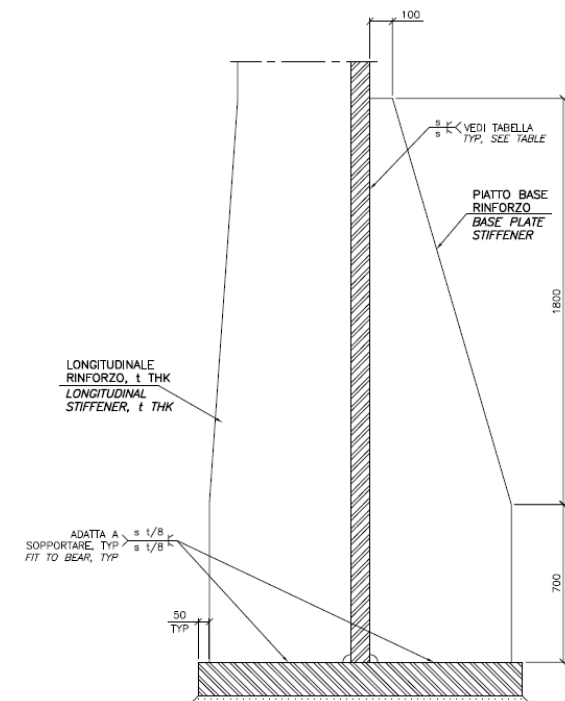 100
s
s
VEDI TABELLA
TYP, SEE TABLE
PIATTO BASE
RINFORZO
BASE PLATE
STIFFENER
1800
LONGITUDINALE
RINFORZO, t THK
LONGITUDINAL
STIFFENER, t THK
ADATTA A
SOPPORTARE, TYP
FIT TO BEAR, TYP
s t/8
s t/8
700
50
TYP